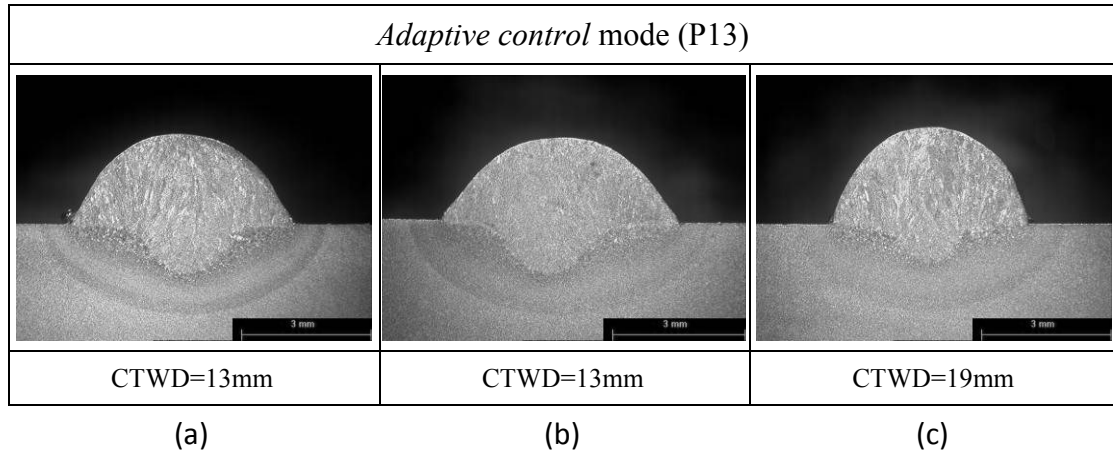 Adaptive control mode (P13)
3 mm
3 mm
3 mm
CTWD=13mm
CTWD=13mm
CTWD=19mm
(a)
(b)
(c)